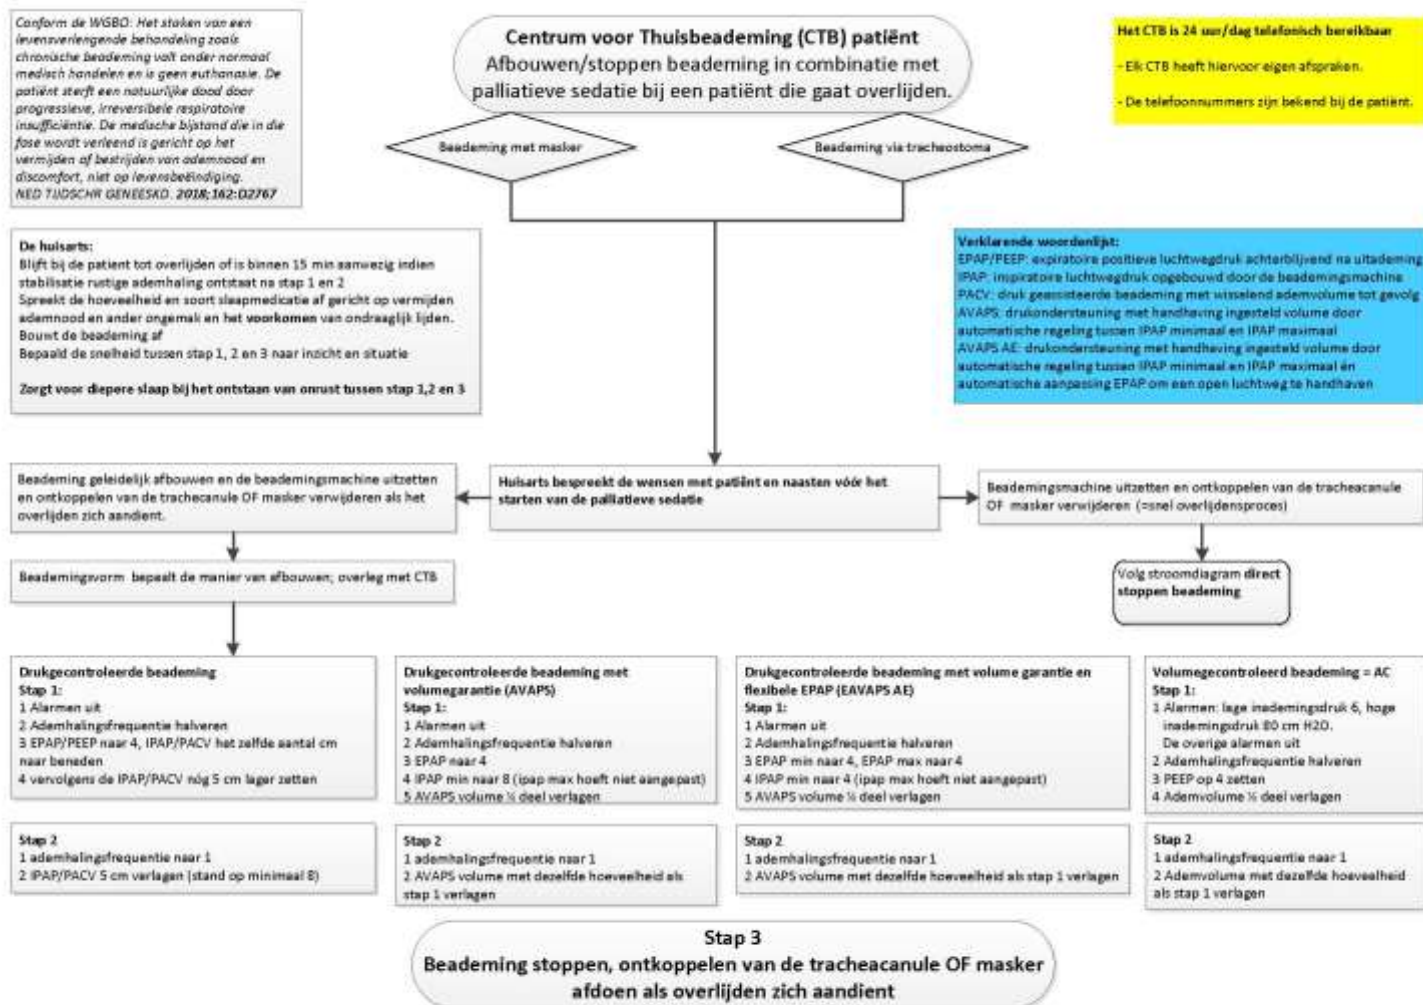 Conform de WGBO: Het staken van een
levensverlengende behandeling zoals
chronische beademing valt onder normaal
medisch handelen en is geen euthanasie. De
patiënt sterft een natuurlijke dood door
progressieve, irreversibele respiratoire
insufficiëntie. De medische bijstand die in die
fase wordt verleend is gericht op het
vermijden of bestrijden van ademnood en
discomfort, niet op levensbeëindiging.
NED TIJDSCHR GENEESKD. 2018;162:D2767
Centrum voor Thuisbeademing (CTB) patiënt
Afbouwen/stoppen beademing in combinatie met
palliatieve sedatie bij een patiënt die gaat overlijden.
Het CTB is 24 uur/dag telefonisch bereikbaar
- Elk CTB heeft hiervoor eigen afspraken.
- De telefoonnummers zijn bekend bij de patiënt.
Beademing met masker
Beademing via tracheostoma
De huisarts:
Blijft bij de patient tot overlijden of is binnen 15 min aanwezig indien
stabilisatie rustige ademhaling ontstaat na stap 1 en 2
Spreekt de hoeveelheid en soort slaapmedicatie af gericht op vermijden
ademnood en ander ongemak en het voorkomen van ondraaglijk lijden.
Bouwt de beademing af
Bepaald de snelheid tussen stap 1, 2 en 3 naar inzicht en situatie
Zorgt voor diepere slaap bij het ontstaan van onrust tussen stap 1,2 en 3
Verklarende woordenlijst:
EPAP/PEEP: expiratoire positieve luchtwegdruk achterblijvend na uitademing
IPAP: inspiratoire luchtwegdruk opgebouwd door de beademingsmachine
PACV: druk geassisteerde beademing met wisselend ademvolume tot gevolg
AVAPS: drukondersteuning met handhaving ingesteld volume door
automatische regeling tussen IPAP minimaal en IPAP maximaal
AVAPS AE: drukondersteuning met handhaving ingesteld volume door
automatische regeling tussen IPAP minimaal en IPAP maximaal én
automatische aanpassing EPAP om een open luchtweg te handhaven
Beademing geleidelijk afbouwen en de beademingsmachine uitzetten
en ontkoppelen van de trachecanule OF masker verwijderen als het
overlijden zich aandient.
Huisarts bespreekt de wensen met patiënt en naasten vóór het
starten van de palliatieve sedatie
Beademingsmachine uitzetten en ontkoppelen van de tracheacanule
OF masker verwijderen (=snel overlijdensproces)
Beademingsvorm bepaalt de manier van afbouwen; overleg met CTB
Volg stroomdiagram direct
stoppen beademing
Drukgecontroleerde beademing
Stap 1:
1 Alarmen uit
2 Ademhalingsfrequentie halveren
3 EPAP/PEEP naar 4, IPAP/PACV het zelfde aantal cm
naar beneden
4 vervolgens de IPAP/PACV nóg 5 cm lager zetten
Drukgecontroleerde beademing met
volumegarantie (AVAPS)
Stap 1:
1 Alarmen uit
2 Ademhalingsfrequentie halveren
3 EPAP naar 4
4 IPAP min naar 8 (ipap max hoeft niet aangepast)
5 AVAPS volume deel verlagen
Drukgecontroleerde beademing met volume garantie en
flexibele EPAP (EAVAPS AE)
Stap 1:
1 Alarmen uit
2 Ademhalingsfrequentie halveren
3 EPAP min naar 4, EPAP max naar 4
4 IPAP min naar 4 (ipap max hoeft niet aangepast)
5 AVAPS volume deel verlagen
Volumegecontroleerd beademing = AC
Stap 1:
1 Alarmen: lage inademingsdruk 6, hoge
inademingsdruk 80 cm H2O.
De overige alarmen uit
2 Ademhalingsfrequentie halveren
3 PEEP op 4 zetten
4 Ademvolume deel verlagen
Stap 2
1 ademhalingsfrequentie naar 1
2 IPAP/PACV 5 cm verlagen (stand op minimaal 8)
Stap 2
1 ademhalingsfrequentie naar 1
2 AVAPS volume met dezelfde hoeveelheid als
stap 1 verlagen
Stap 2
1 ademhalingsfrequentie naar 1
2 AVAPS volume met dezelfde hoeveelheid als stap 1 verlagen
Stap 2
1 ademhalingsfrequentie naar 1
2 Ademvolume met dezelfde hoeveelheid
als stap 1 verlagen
Stap 3
Beademing stoppen, ontkoppelen van de tracheacanule OF masker
afdoen als overlijden zich aandient